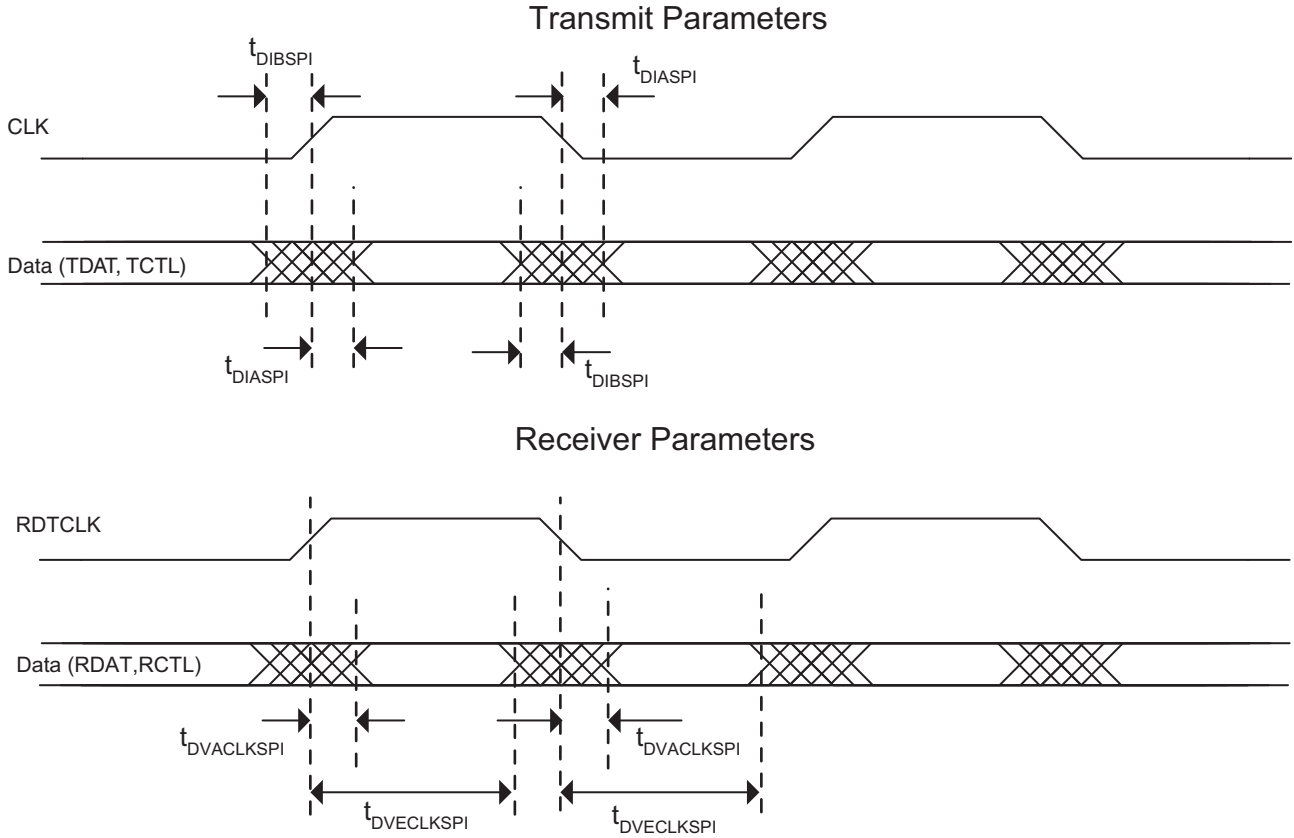 Transmit Parameters
tDIBSPI
tDIASPI
CLK
Data (TDAT, TCTL)
tDIASPI
tDIBSPI
Receiver Parameters
RDTCLK
Data (RDAT,RCTL)
tDVACLKSPI
tDVACLKSPI
tDVECLKSPI
tDVECLKSPI